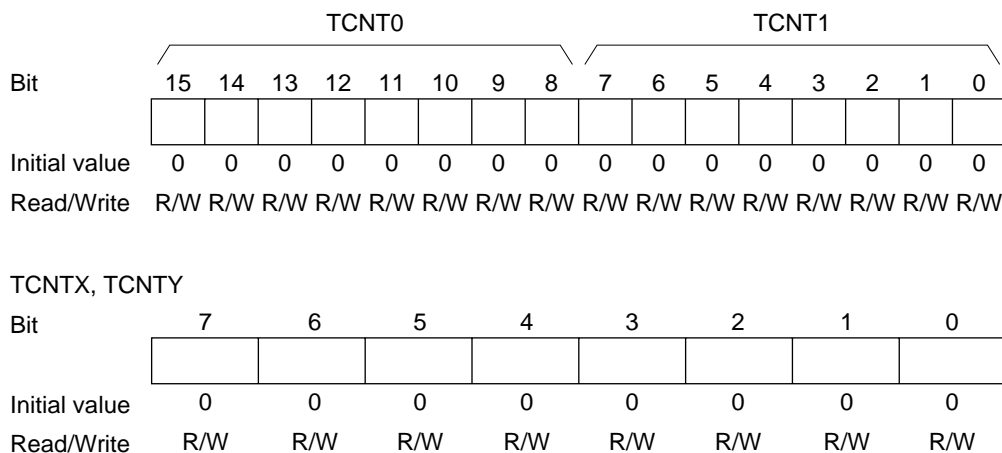 TCNT0 TCNT1
Bit 15 14 13 12 11 10 9 8 7 6 5 4 3 2 1 0
Initial value 0 0 0 0 0 0 0 0 0 0 0 0 0 0 0 0
Read/Write R/W R/W R/W R/W R/W R/W R/W R/W R/W R/W R/W R/W R/W R/W R/W R/W
TCNTX, TCNTY
Bit 7 6 5 4 3 2 1 0
Initial value 0 0 0 0 0 0 0 0
Read/Write R/W R/W R/W R/W R/W R/W R/W R/W